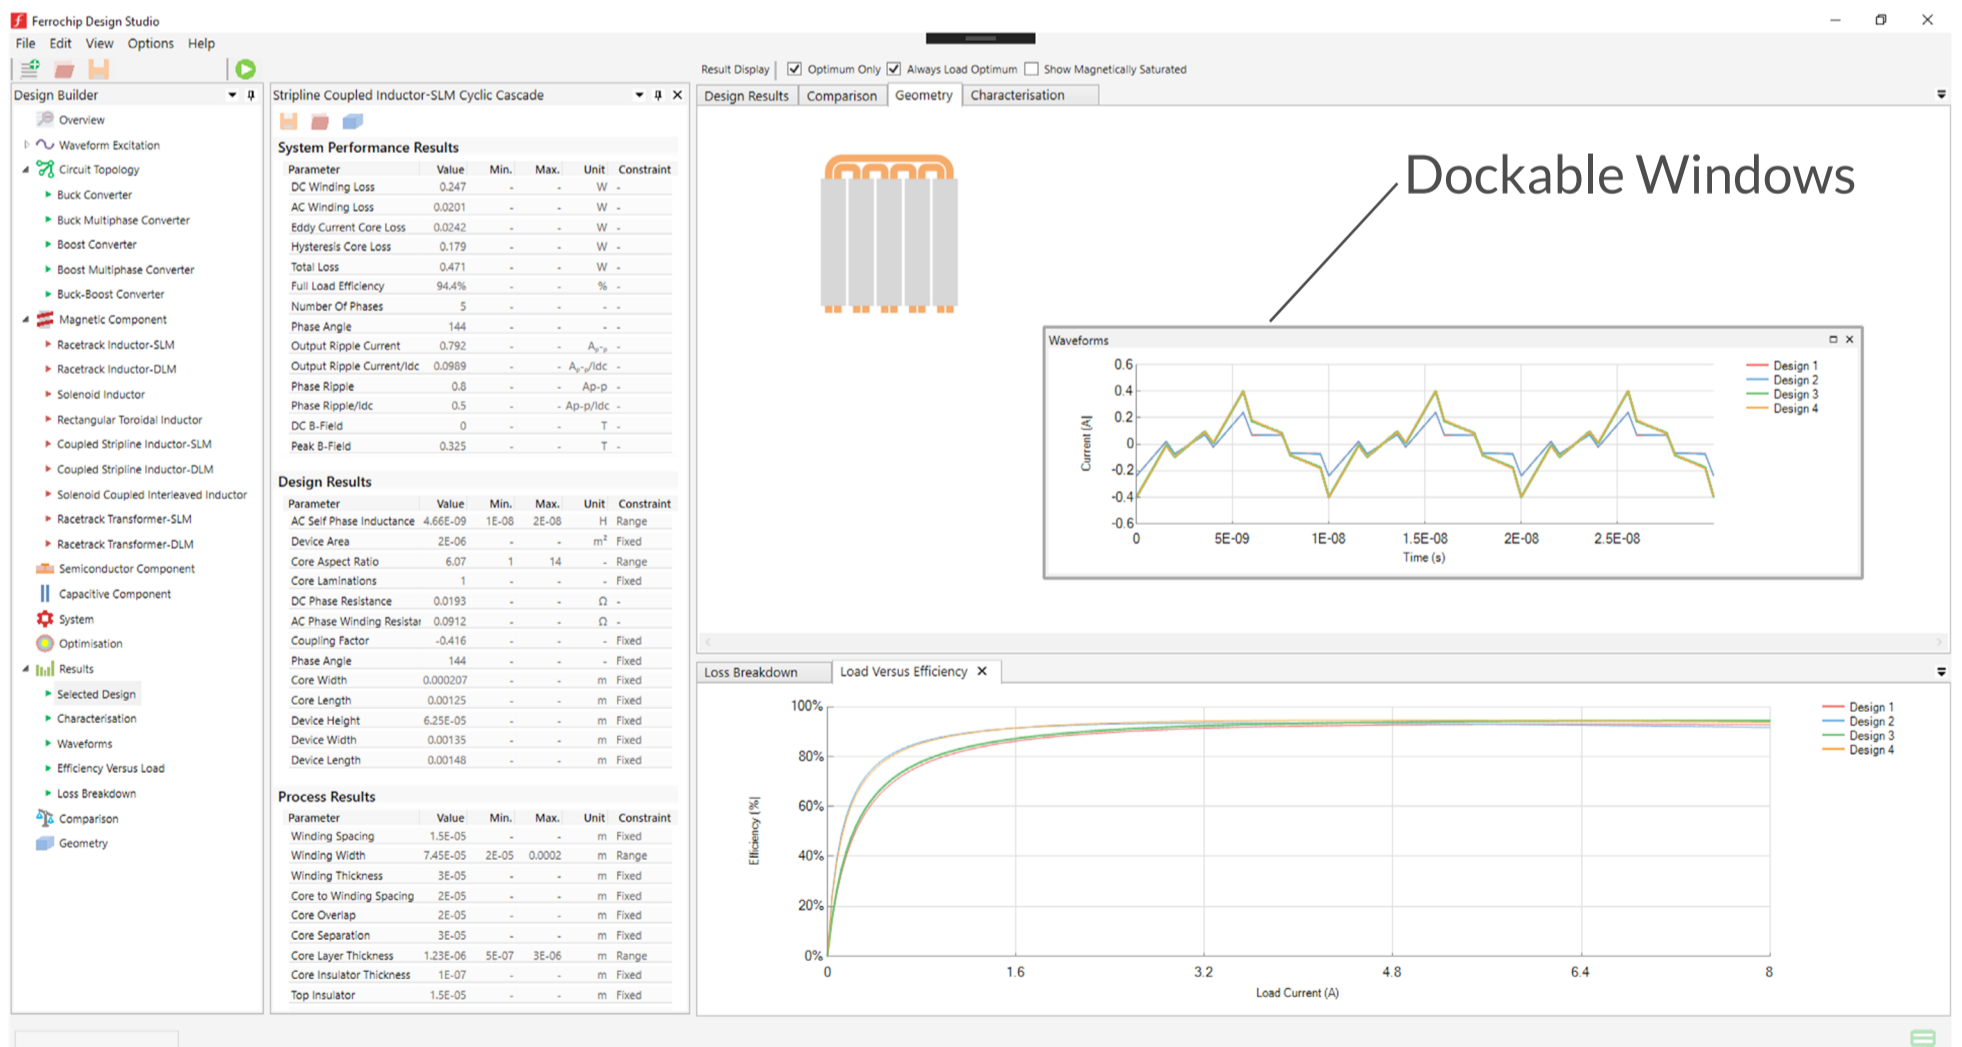 Ferrochip Design Studio
File Edit View Options Help
Result Display Optimum Only Always Load Optimum Show Magnetically Saturated
Design Builder
Overview
Waveform Excitation
Circuit Topology
Buck Converter
Buck Multiphase Converter
Boost Converter
Boost Multiphase Converter
Buck-Boost Converter
Magnetic Component
Racetrack Inductor-SLM
Racetrack Inductor-DLM
Solenoid Inductor
Rectangular Toroidal Inductor
Coupled Stripline Inductor-SLM
Coupled Stripline Inductor-DLM
Solenoid Coupled Interleaved Inductor
Racetrack Transformer-SLM
Racetrack Transformer-DLM
Semiconductor Component
Capacitive Component
System
Optimisation
Results
Selected Design
Characterisation
Waveforms
Efficiency Versus Load
Loss Breakdown
Comparison
Geometry
Stripline Coupled Inductor-SLM Cyclic Cascade
System Performance Results
Parameter Value Min. Max. Unit Constraint
DC Winding Loss 0.247 - - W -
AC Winding Loss 0.0201 - - W -
Eddy Current Core Loss 0.0242 - - W -
Hysteresis Core Loss 0.179 - - W -
Total Loss 0.471 - - W -
Full Load Efficiency 94.4% - - % -
Number Of Phases 5 - - - -
Phase Angle 144 - - - -
Output Ripple Current 0.792 - - Ap-p -
Output Ripple Current/Idc 0.0989 - - Ap-p/Idc -
Phase Ripple 0.8 - - Ap-p -
Phase Ripple/Idc 0.5 - - Ap-p/Idc -
DC B-Field 0 - - T -
Peak B-Field 0.325 - - T -
Design Results
Parameter Value Min. Max. Unit Constraint
AC Self Phase Inductance 4.66E-09 1E-08 2E-08 H Range
Device Area 2E-06 - - m² Fixed
Core Aspect Ratio 6.07 1 14 - Range
Core Laminations 1 - - - Fixed
DC Phase Resistance 0.0193 - - Ω -
AC Phase Winding Resistar 0.0912 - - Ω -
Coupling Factor -0.416 - - - Fixed
Phase Angle 144 - - - Fixed
Core Width 0.000207 - - m Fixed
Core Length 0.00125 - - m Fixed
Device Height 6.25E-05 - - m Fixed
Device Width 0.00135 - - m Fixed
Device Length 0.00148 - - m Fixed
Process Results
Parameter Value Min. Max. Unit Constraint
Winding Spacing 1.5E-05 - - m Fixed
Winding Width 7.45E-05 2E-05 0.0002 m Range
Winding Thickness 3E-05 - - m Fixed
Core to Winding Spacing 2E-05 - - m Fixed
Core Overlap 2E-05 - - m Fixed
Core Separation 3E-05 - - m Fixed
Core Layer Thickness 1.23E-06 5E-07 3E-06 m Range
Core Insulator Thickness 1E-07 - - m Fixed
Top Insulator 1.5E-05 - - m Fixed
Design Results Comparison Geometry Characterisation
Dockable Windows
Waveforms
0.6
0.4
0.2
0
-0.2
-0.4
-0.6
Current [A]
0 5E-09 1E-08 1.5E-08 2E-08 2.5E-08
Time (s)
Design 1
Design 2
Design 3
Design 4
Loss Breakdown Load Versus Efficiency
100%
80%
60%
40%
20%
0%
Efficiency [%]
0 1.6 3.2 4.8 6.4 8
Load Current (A)
Design 1
Design 2
Design 3
Design 4